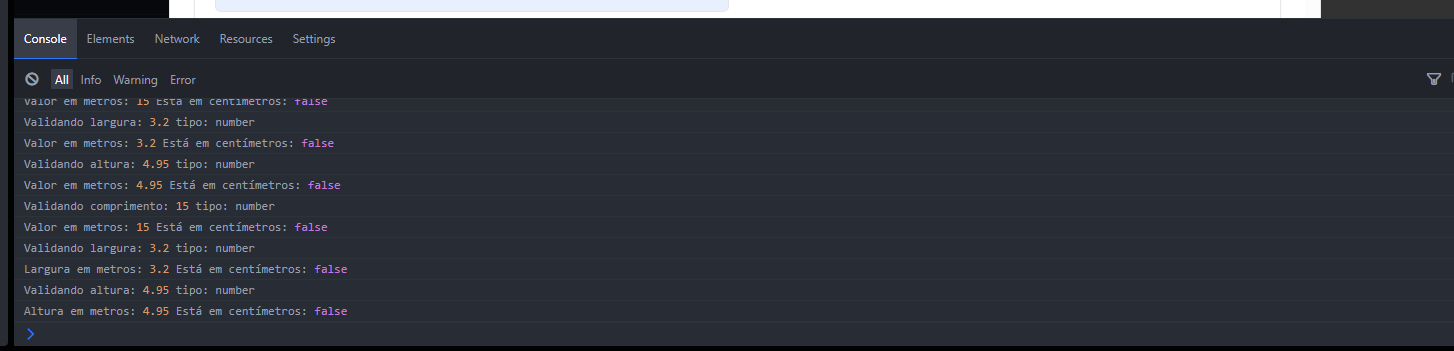 Console Elements Network Resources Settings
All Info Warning Error
Valor em metros: 15 Está em centímetros: false
Validando largura: 3.2 tipo: number
Valor em metros: 3.2 Está em centímetros: false
Validando altura: 4.95 tipo: number
Valor em metros: 4.95 Está em centímetros: false
Validando comprimento: 15 tipo: number
Valor em metros: 15 Está em centímetros: false
Validando largura: 3.2 tipo: number
Largura em metros: 3.2 Está em centímetros: false
Validando altura: 4.95 tipo: number
Altura em metros: 4.95 Está em centímetros: false